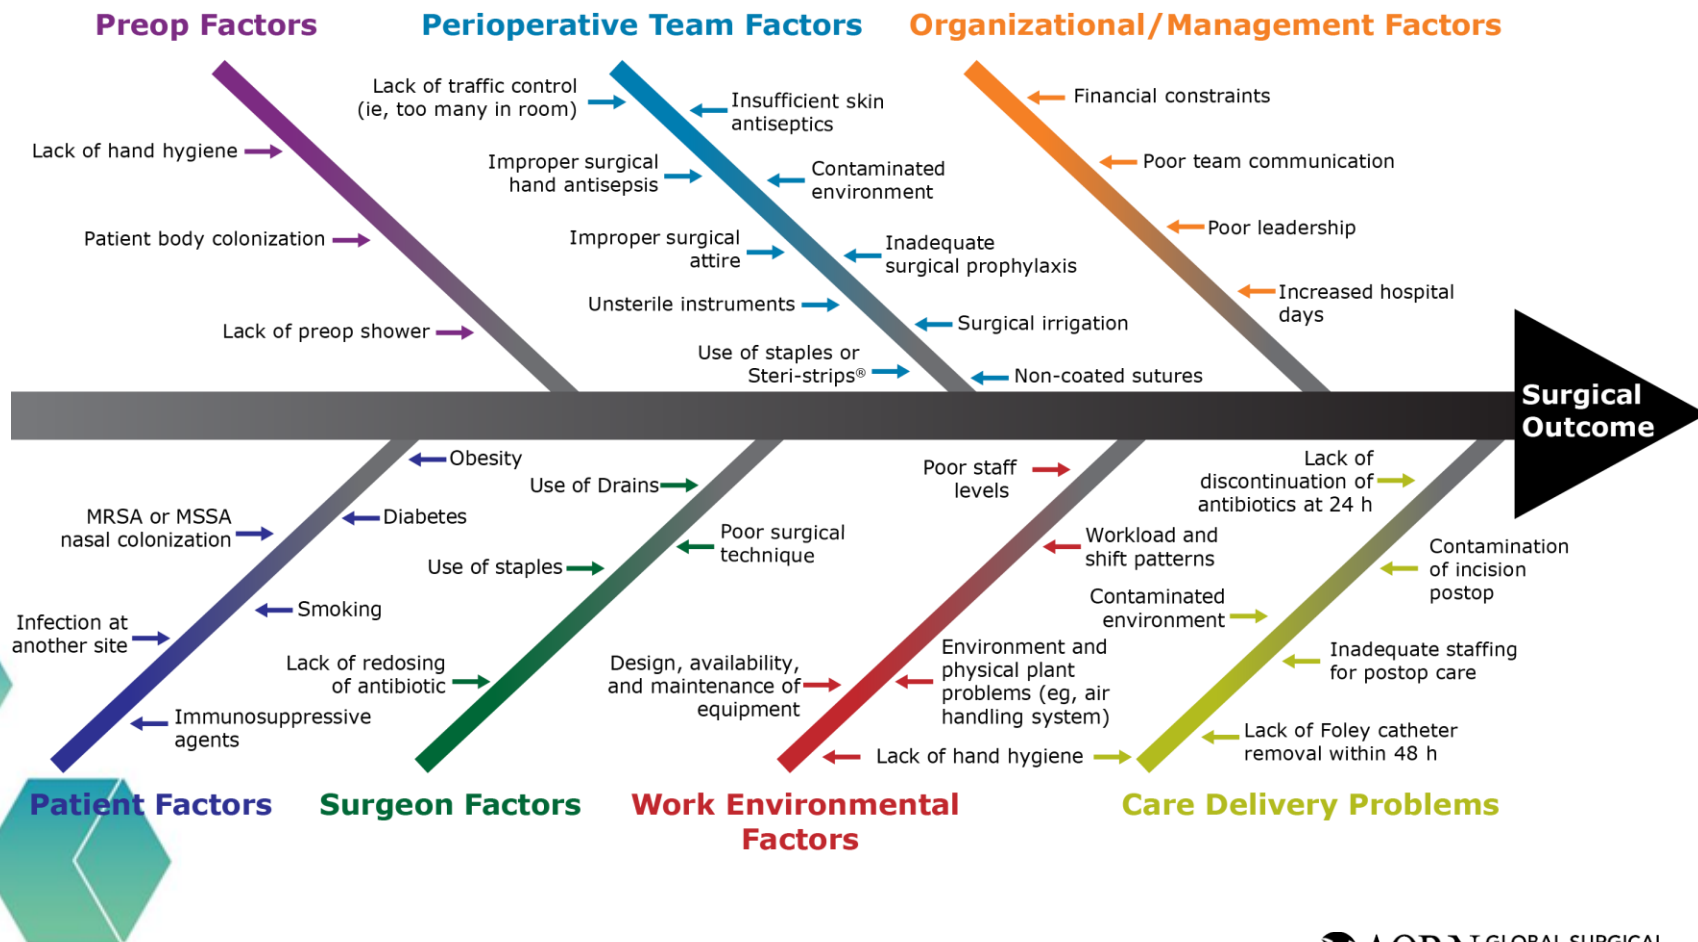 Preop Factors
Perioperative Team Factors
Organizational/Management Factors
Lack of hand hygiene
Patient body colonization
Lack of preop shower
Lack of traffic control
(ie, too many in room)
Improper surgical
hand antisepsis
Improper surgical
attire
Unsterile instruments
Use of staples or
Steri-strips®
Insufficient skin
antiseptics
Contaminated
environment
Inadequate
surgical prophylaxis
Surgical irrigation
Non-coated sutures
Financial constraints
Poor team communication
Poor leadership
Increased hospital
days
Surgical
Outcome
Obesity
MRSA or MSSA
nasal colonization
Diabetes
Smoking
Infection at
another site
Immunosuppressive
agents
Use of Drains
Poor surgical
technique
Use of staples
Lack of redosing
of antibiotic
Poor staff
levels
Workload and
shift patterns
Design, availability,
and maintenance of
equipment
Environment and
physical plant
problems (eg, air
handling system)
Lack of hand hygiene
Lack of
discontinuation of
antibiotics at 24 h
Contamination
of incision
postop
Contaminated
environment
Inadequate staffing
for postop care
Lack of Foley catheter
removal within 48 h
Patient Factors
Surgeon Factors
Work Environmental
Factors
Care Delivery Problems
AORN
GLOBAL SURGICAL